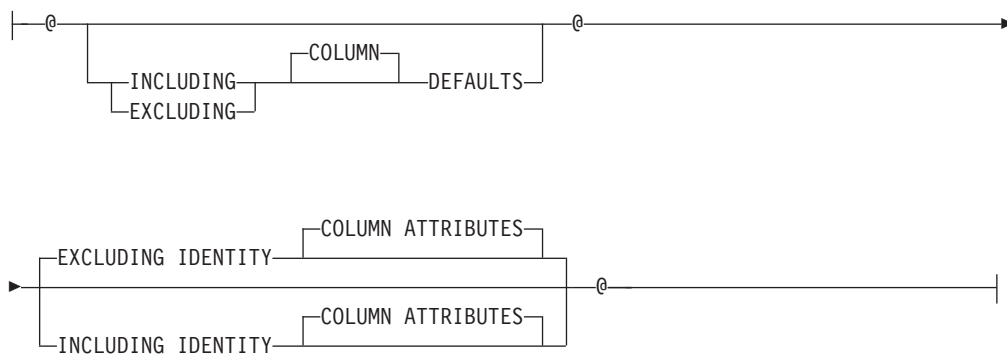 @ @
COLUMN
INCLUDING DEFAULTS
EXCLUDING
COLUMN ATTRIBUTES
EXCLUDING IDENTITY
@
COLUMN ATTRIBUTES
INCLUDING IDENTITY